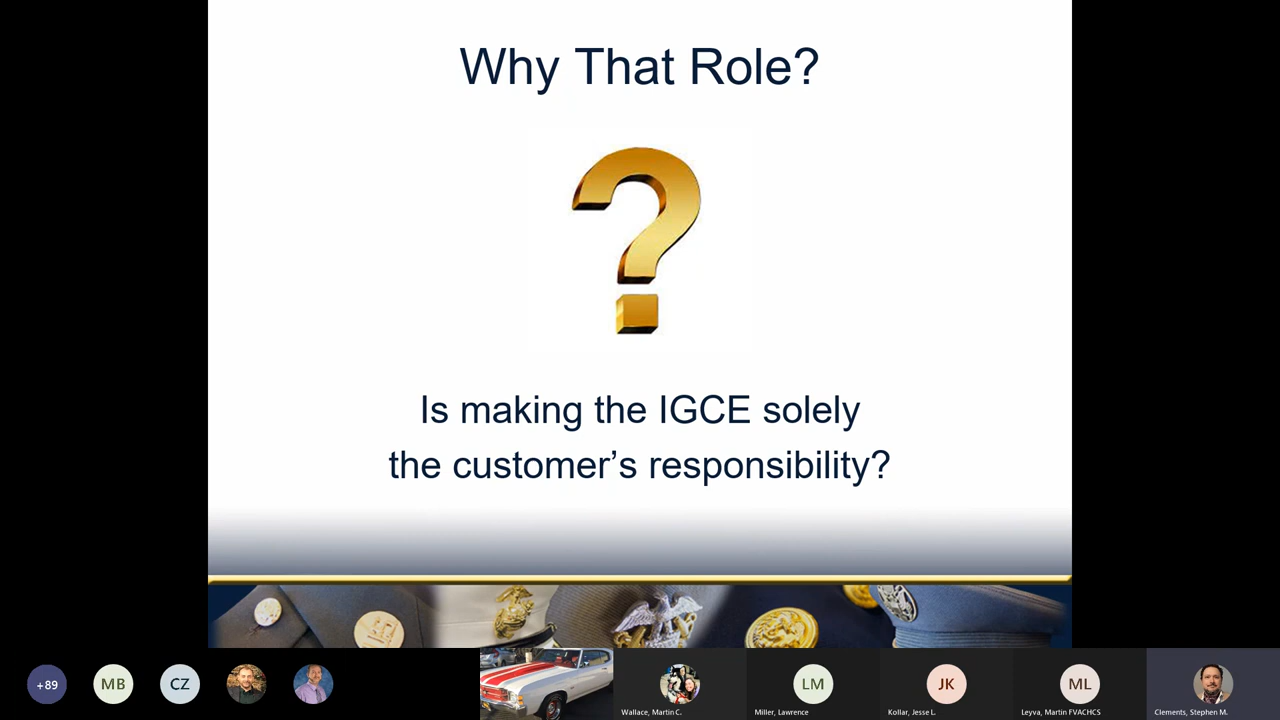 Why That Role?
Is making the IGCE solely
the customer's responsibility?
+89
MB
CZ
Wallace, Martin C.
LM
Miller, Lawrence
JK
Kollar, Jesse L.
ML
Leyva, Martin FVACHCS
Clements, Stephen M.